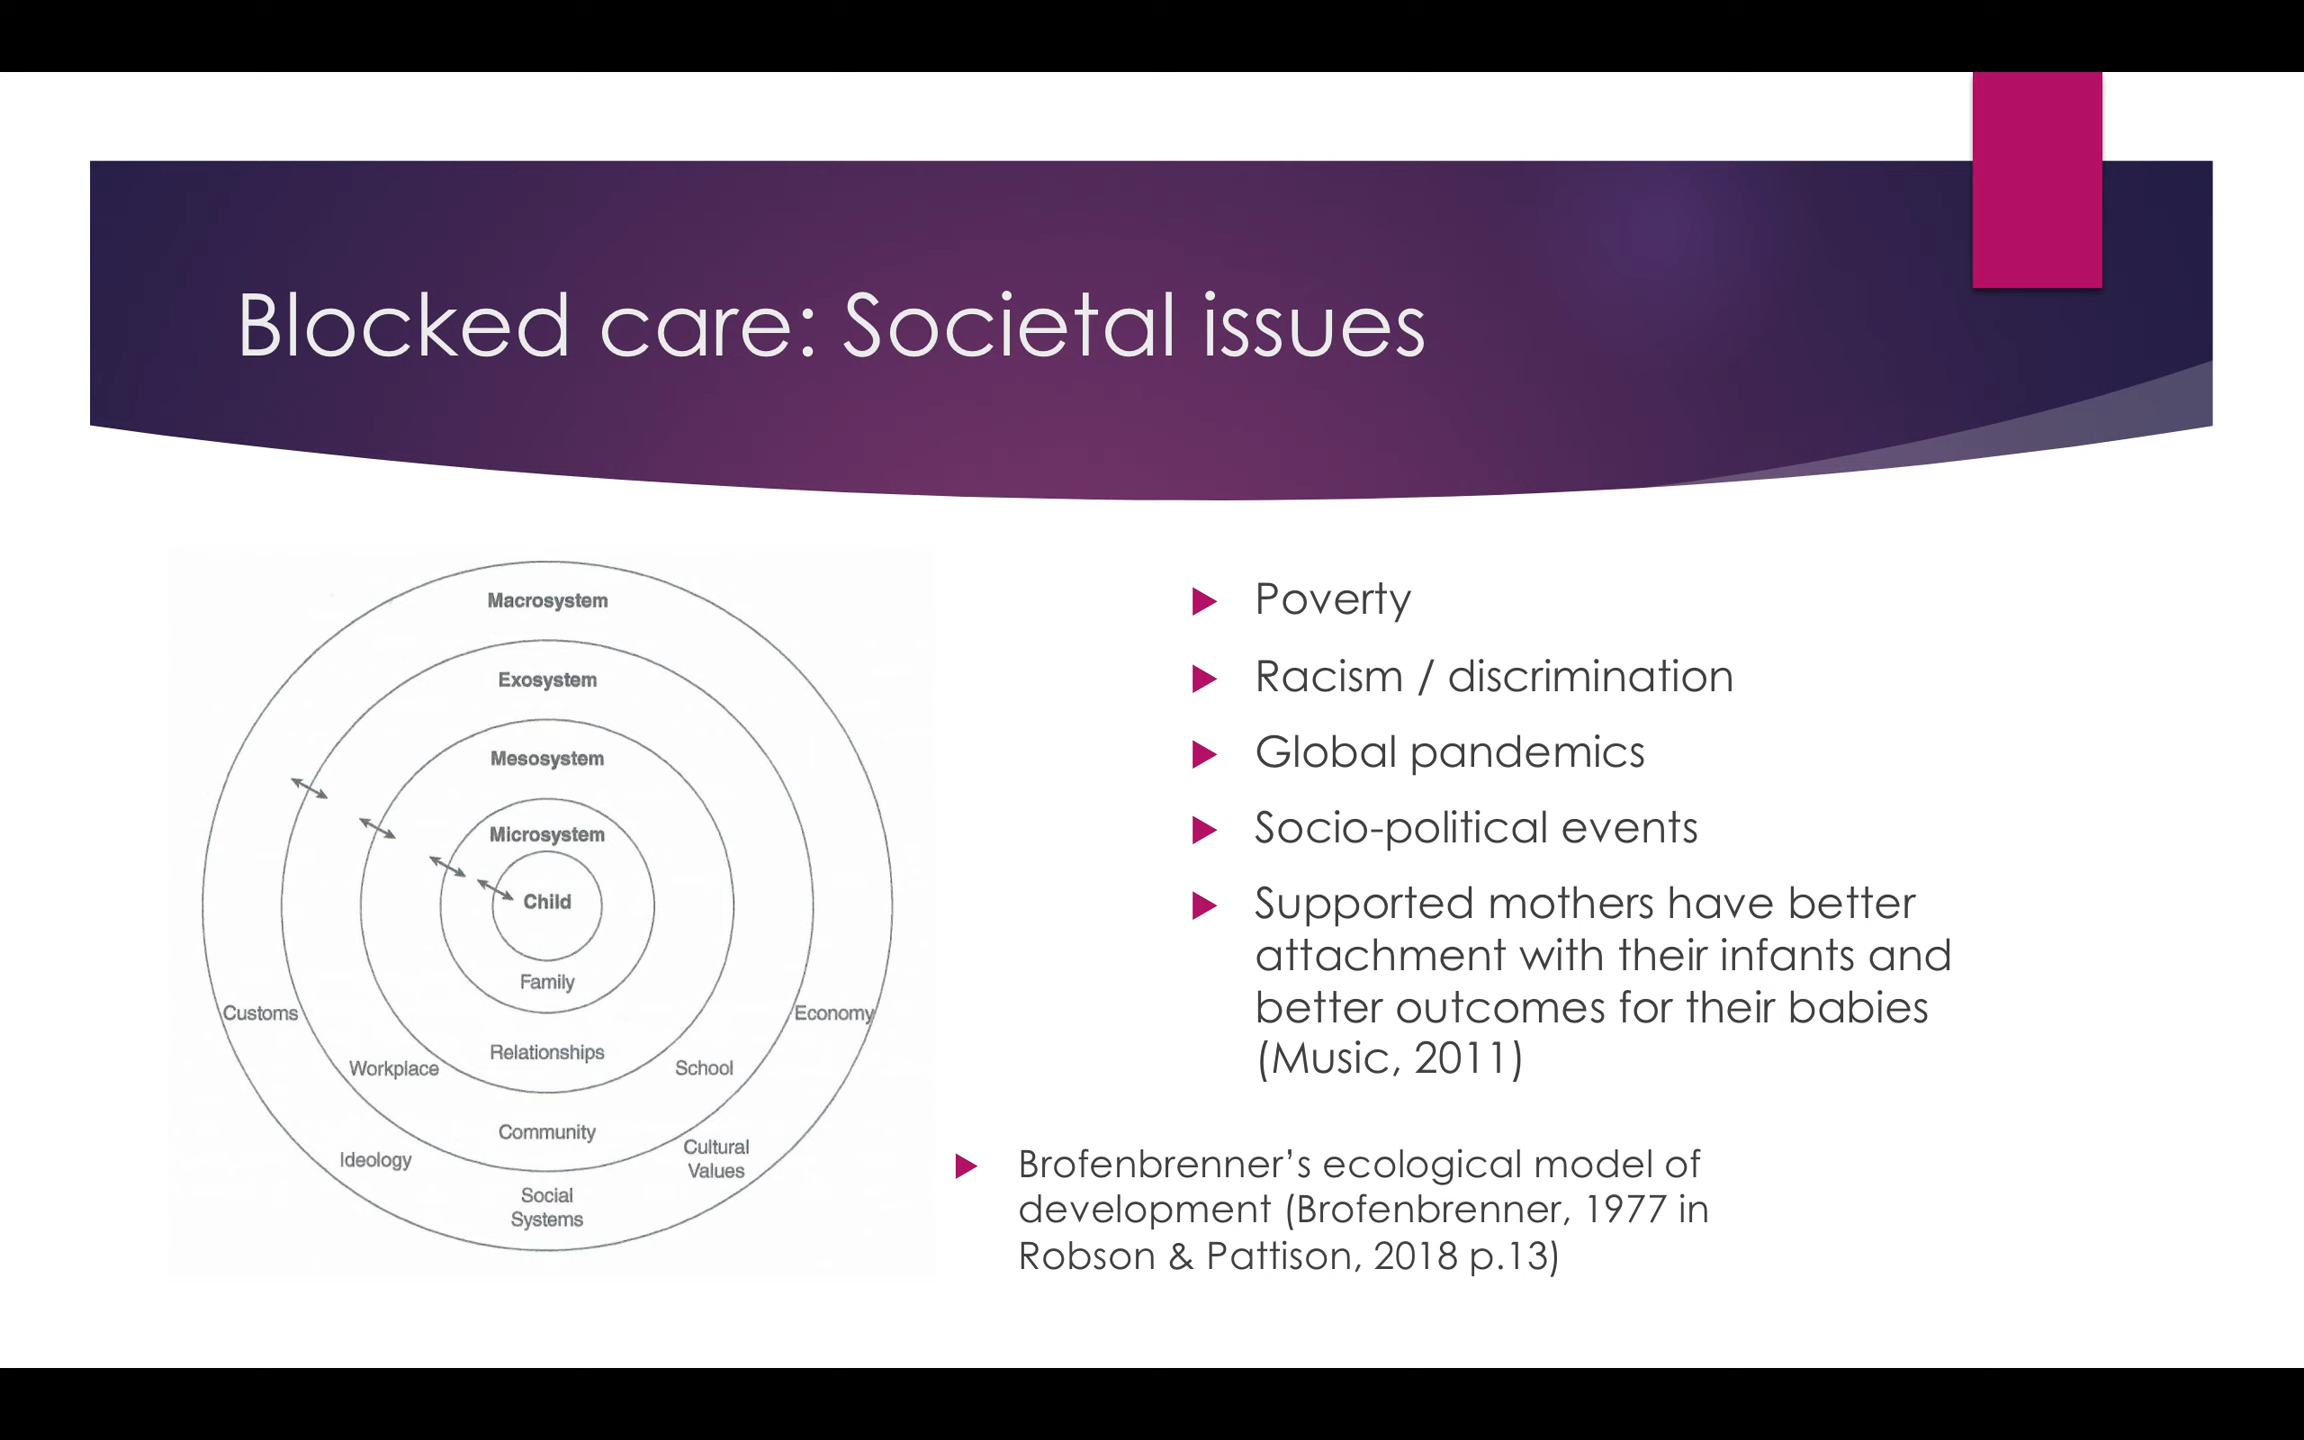 Blocked care: Societal issues
Macrosystem
Exosystem
Mesosystem
Microsystem
Child
Family
Customs
Economy
Relationships
Workplace
School
Community
Cultural
Values
Ideology
Social
Systems
Poverty
Racism / discrimination
Global pandemics
Socio-political events
Supported mothers have better
attachment with their infants and
better outcomes for their babies
(Music, 2011)
Brofenbrenner’s ecological model of
development (Brofenbrenner, 1977 in
Robson & Pattison, 2018 p.13)